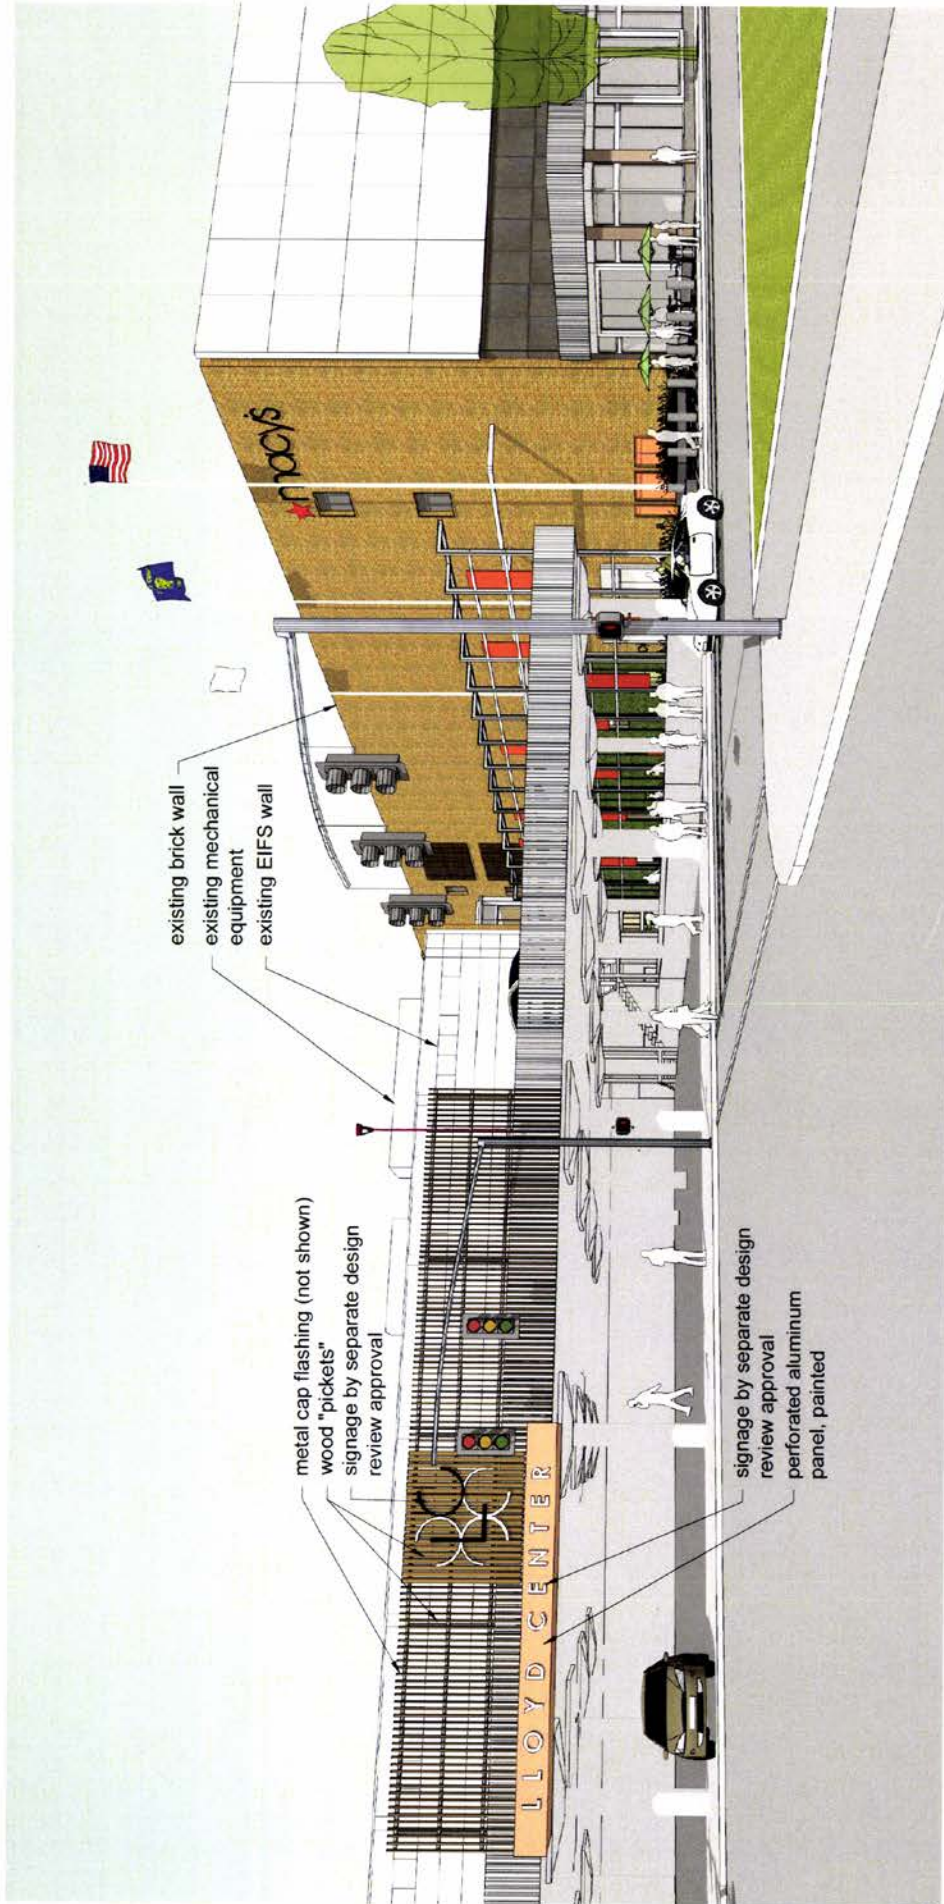 existing brick wall
existing mechanical
equipment
existing EIFS wall
metal cap flashing (not shown)
wood "pickets"
signage by separate design
review approval
macy's
LC
LLOYD CENTER
signage by separate design
review approval
perforated aluminum
panel, painted